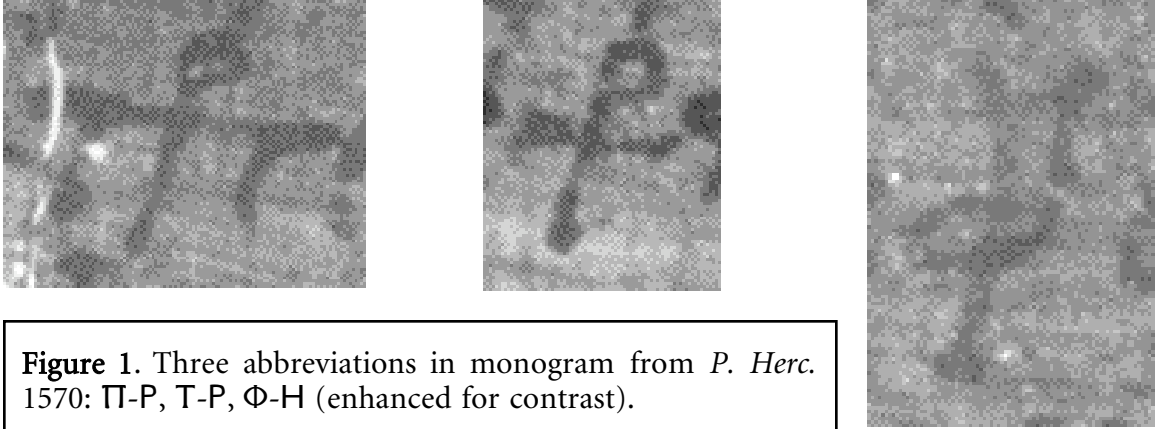 Figure 1. Three abbreviations in monogram from P. Herc.
1570: Π-Ρ, Τ-Ρ, Φ-Η (enhanced for contrast).